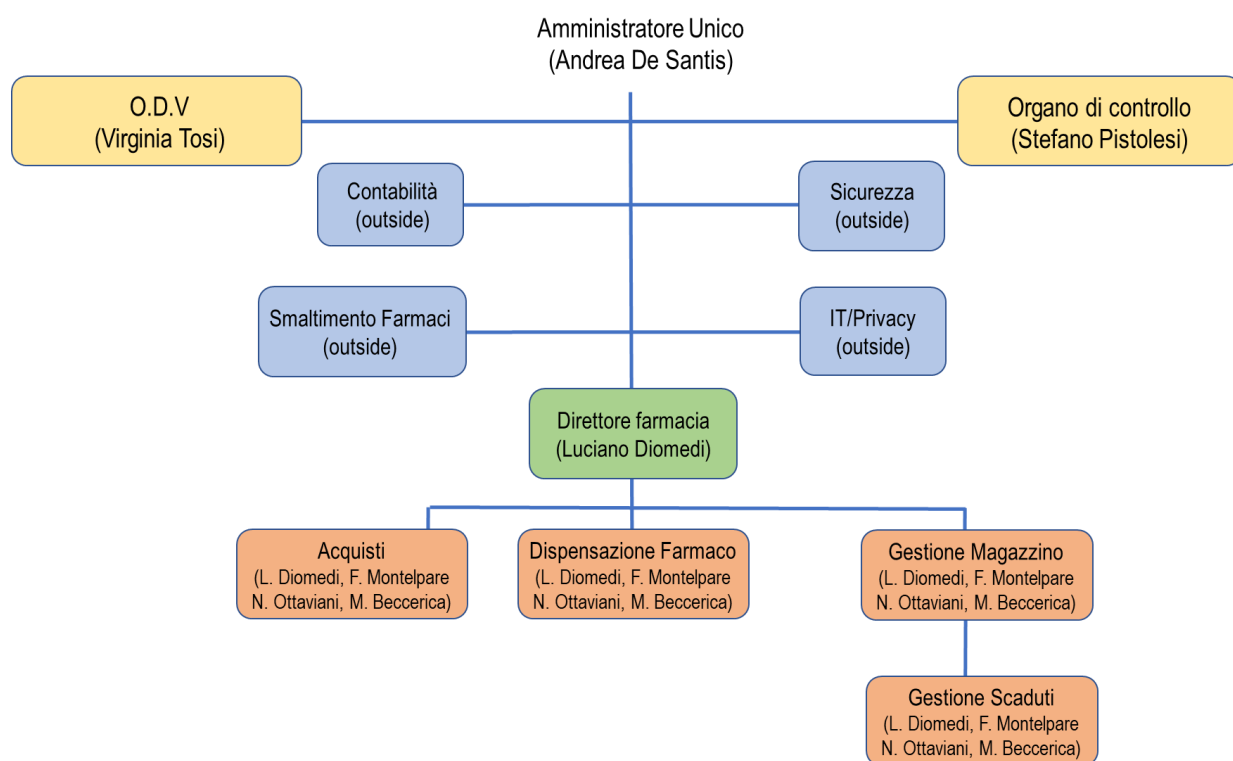 Amministratore Unico
(Andrea De Santis)
O.D.V
(Virginia Tosi)
Organo di controllo
(Stefano Pistolesi)
Contabilità
(outside)
Sicurezza
(outside)
Smaltimento Farmaci
(outside)
IT/Privacy
(outside)
Direttore farmacia
(Luciano Diomedi)
Acquisti
(L. Diomedi, F. Montelpare
N. Ottaviani, M. Beccerica)
Dispensazione Farmaco
(L. Diomedi, F. Montelpare
N. Ottaviani, M. Beccerica)
Gestione Magazzino
(L. Diomedi, F. Montelpare
N. Ottaviani, M. Beccerica)
Gestione Scaduti
(L. Diomedi, F. Montelpare
N. Ottaviani, M. Beccerica)